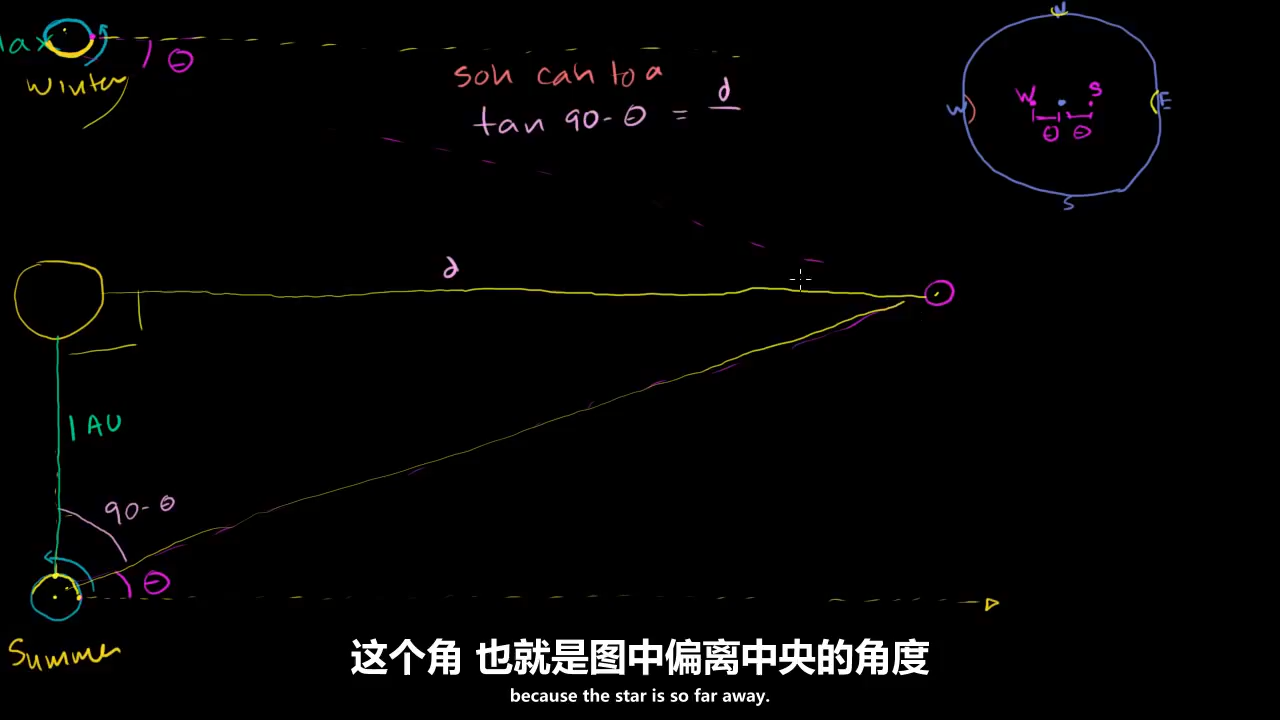 lax
Winter
θ
soh cah toa
tan 90-θ = d
N
W
E
S
W
S
θ
θ
d
1 AU
90-θ
θ
Summer
这个角 也就是图中偏离中央的角度
because the star is so far away.